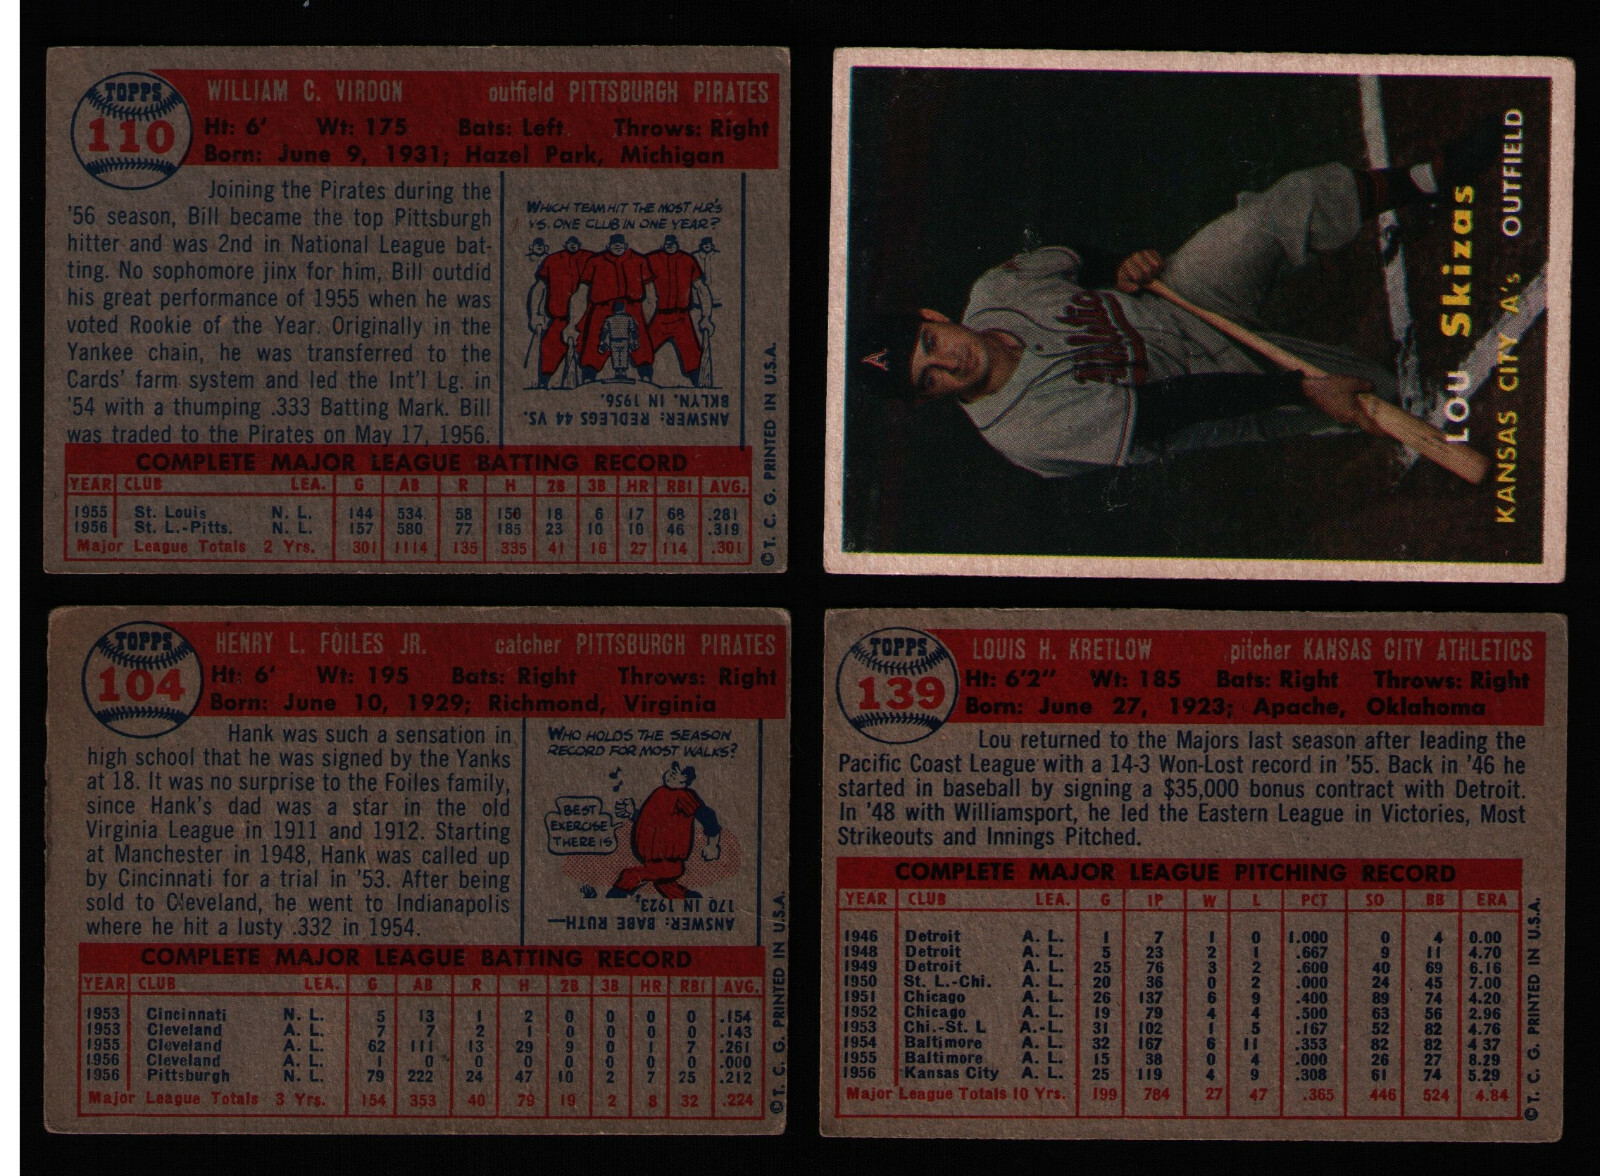 TOPPS
110
WILLIAM C. VIRDON outfield PITTSBURGH PIRATES
Ht: 6' Wt: 175 Bats: Left Throws: Right
Born: June 9, 1931; Hazel Park, Michigan
Joining the Pirates during the
'56 season, Bill became the top Pittsburgh
hitter and was 2nd in National League bat-
ting. No sophomore jinx for him, Bill outdid
his great performance of 1955 when he was
voted Rookie of the Year. Originally in the
Yankee chain, he was transferred to the
Cards' farm system and led the Int'l Lg. in
'54 with a thumping .333 Batting Mark. Bill
was traded to the Pirates on May 17, 1956.
WHICH TEAM HIT THE MOST H.R's
VS. ONE CLUB IN ONE YEAR?
ANSWER: REDLEGS 44 VS.
BKLYN. IN 1956.
© T. C. G. PRINTED IN U.S.A.
COMPLETE MAJOR LEAGUE BATTING RECORD
YEAR CLUB LEA. G AB R H 2B 3B HR RBI AVG.
1955 St. Louis N. L. 144 534 58 150 18 6 17 68 .281
1956 St. L.-Pitts. N. L. 157 580 77 185 23 10 10 46 .319
Major League Totals 2 Yrs. 301 1114 135 335 41 16 27 114 .301
A
LOU Skizas
KANSAS CITY A's OUTFIELD
TOPPS
104
HENRY L. FOILES JR. catcher PITTSBURGH PIRATES
Ht: 6' Wt: 195 Bats: Right Throws: Right
Born: June 10, 1929; Richmond, Virginia
Hank was such a sensation in
high school that he was signed by the Yanks
at 18. It was no surprise to the Foiles family,
since Hank's dad was a star in the old
Virginia League in 1911 and 1912. Starting
at Manchester in 1948, Hank was called up
by Cincinnati for a trial in '53. After being
sold to Cleveland, he went to Indianapolis
where he hit a lusty .332 in 1954.
WHO HOLDS THE SEASON
RECORD FOR MOST WALKS?
BEST
EXERCISE
THERE IS
ANSWER: BABE RUTH—
170 IN 1923.
© T. C. G. PRINTED IN U.S.A.
COMPLETE MAJOR LEAGUE BATTING RECORD
YEAR CLUB LEA. G AB R H 2B 3B HR RBI AVG.
1953 Cincinnati N. L. 5 13 1 2 0 0 0 0 .154
1953 Cleveland A. L. 7 7 2 1 0 0 0 0 .143
1955 Cleveland A. L. 62 111 13 29 9 0 1 7 .261
1956 Cleveland A. L. 1 0 0 0 0 0 0 0 .000
1956 Pittsburgh N. L. 79 222 24 47 10 2 7 25 .212
Major League Totals 3 Yrs. 154 353 40 79 19 2 8 32 .224
TOPPS
139
LOUIS H. KRETLOW pitcher KANSAS CITY ATHLETICS
Ht: 6'2" Wt: 185 Bats: Right Throws: Right
Born: June 27, 1923; Apache, Oklahoma
Lou returned to the Majors last season after leading the
Pacific Coast League with a 14-3 Won-Lost record in '55. Back in '46 he
started in baseball by signing a $35,000 bonus contract with Detroit.
In '48 with Williamsport, he led the Eastern League in Victories, Most
Strikeouts and Innings Pitched.
COMPLETE MAJOR LEAGUE PITCHING RECORD
YEAR CLUB LEA. G IP W L PCT SO BB ERA
1946 Detroit A. L. 1 7 1 0 1.000 0 4 0.00
1948 Detroit A. L. 5 23 2 1 .667 9 11 4.70
1949 Detroit A. L. 25 76 3 2 .600 40 69 6.16
1950 St. L.-Chi. A. L. 20 36 0 2 .000 24 45 7.00
1951 Chicago A. L. 26 137 6 9 .400 89 74 4.20
1952 Chicago A. L. 19 79 4 4 .500 63 56 2.96
1953 Chi.-St. L A.-L. 31 102 1 5 .167 52 82 4.76
1954 Baltimore A. L. 32 167 6 11 .353 82 82 4.37
1955 Baltimore A. L. 15 38 0 4 .000 26 27 8.29
1956 Kansas City A. L. 25 119 4 9 .308 61 74 5.29
Major League Totals 10 Yrs. 199 784 27 47 .365 446 524 4.84
© T. C. G. PRINTED IN U.S.A.